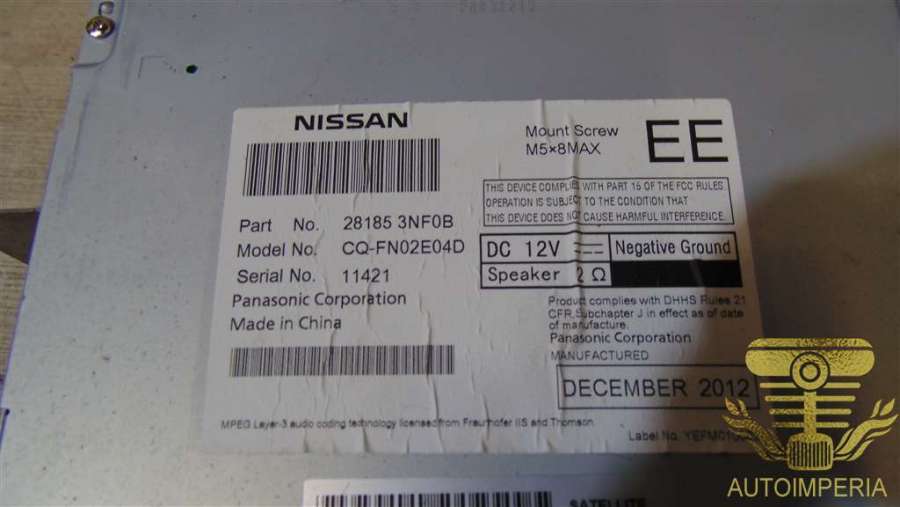 NISSAN
Mount Screw
M5×8MAX
EE
THIS DEVICE COMPLIES WITH PART 15 OF THE FCC RULES
OPERATION IS SUBJECT TO THE CONDITION THAT
THIS DEVICE DOES NOT CAUSE HARMFUL INTERFERENCE.
Part No. 28185 3NF0B
Model No. CQ-FN02E04D
Serial No. 11421
Panasonic Corporation
Made in China
DC 12V Negative Ground
Speaker 2 Ω
Product complies with DHHS Rules 21
CFR,Subchapter J in effect as of date
of manufacture.
Panasonic Corporation
MANUFACTURED
DECEMBER 2012
MPEG Layer-3 audio coding technology licensed from Fraunhofer IIS and Thomson.
Label No.
SATELLITE
AUTOIMPERIA